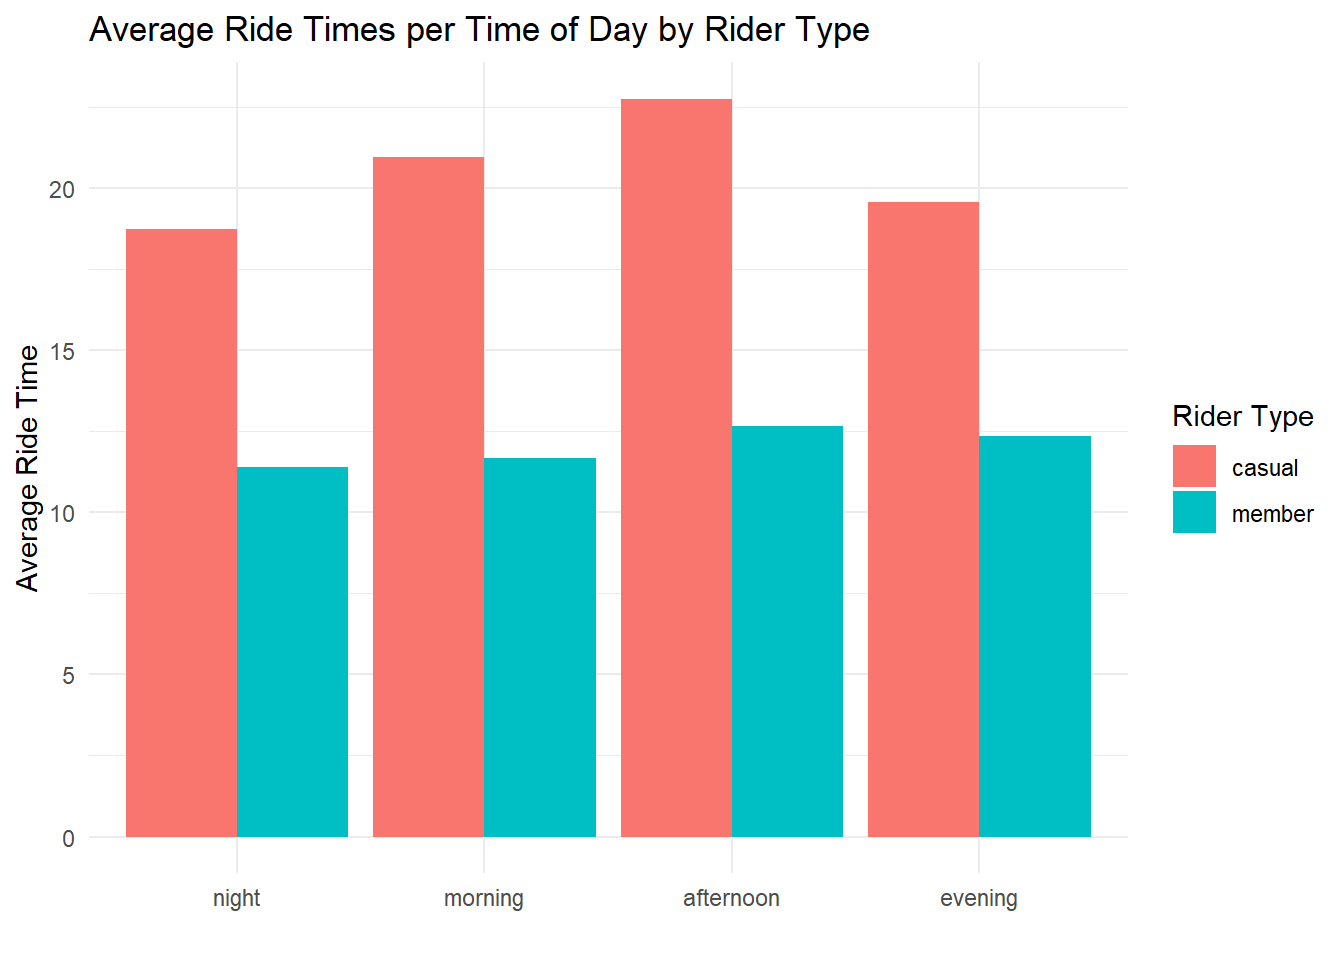 Average Ride Times per Time of Day by Rider Type
Average Ride Time
20
15
10
5
0
night
morning
afternoon
evening
Rider Type
casual
member